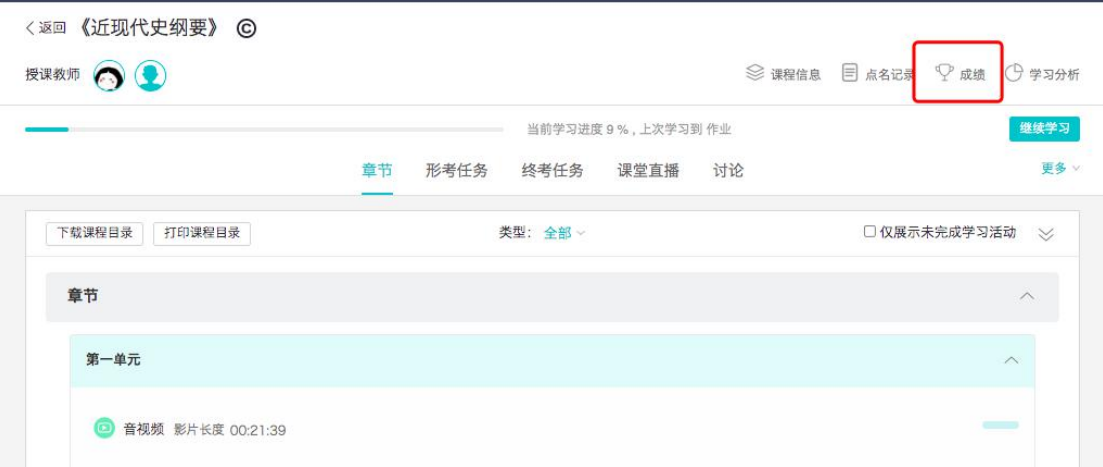 返回 《近现代史纲要》 ©
授课教师 课程信息 点名记录 成绩 学习分析
当前学习进度 9 % , 上次学习到 作业 继续学习
章节 形考任务 终考任务 课堂直播 讨论 更多
下载课程目录 打印课程目录 类型: 全部 仅展示未完成学习活动
章节
第一单元
音视频 影片长度 00:21:39